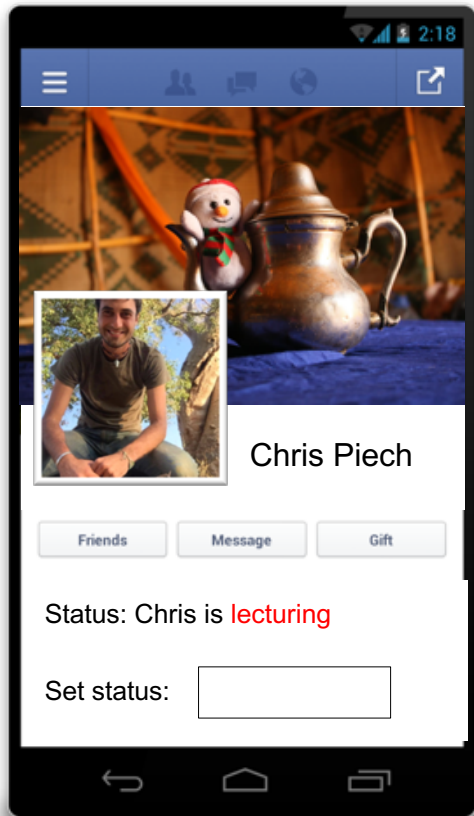 2:18
Chris Piech
Friends Message Gift
Status: Chris is lecturing
Set status: